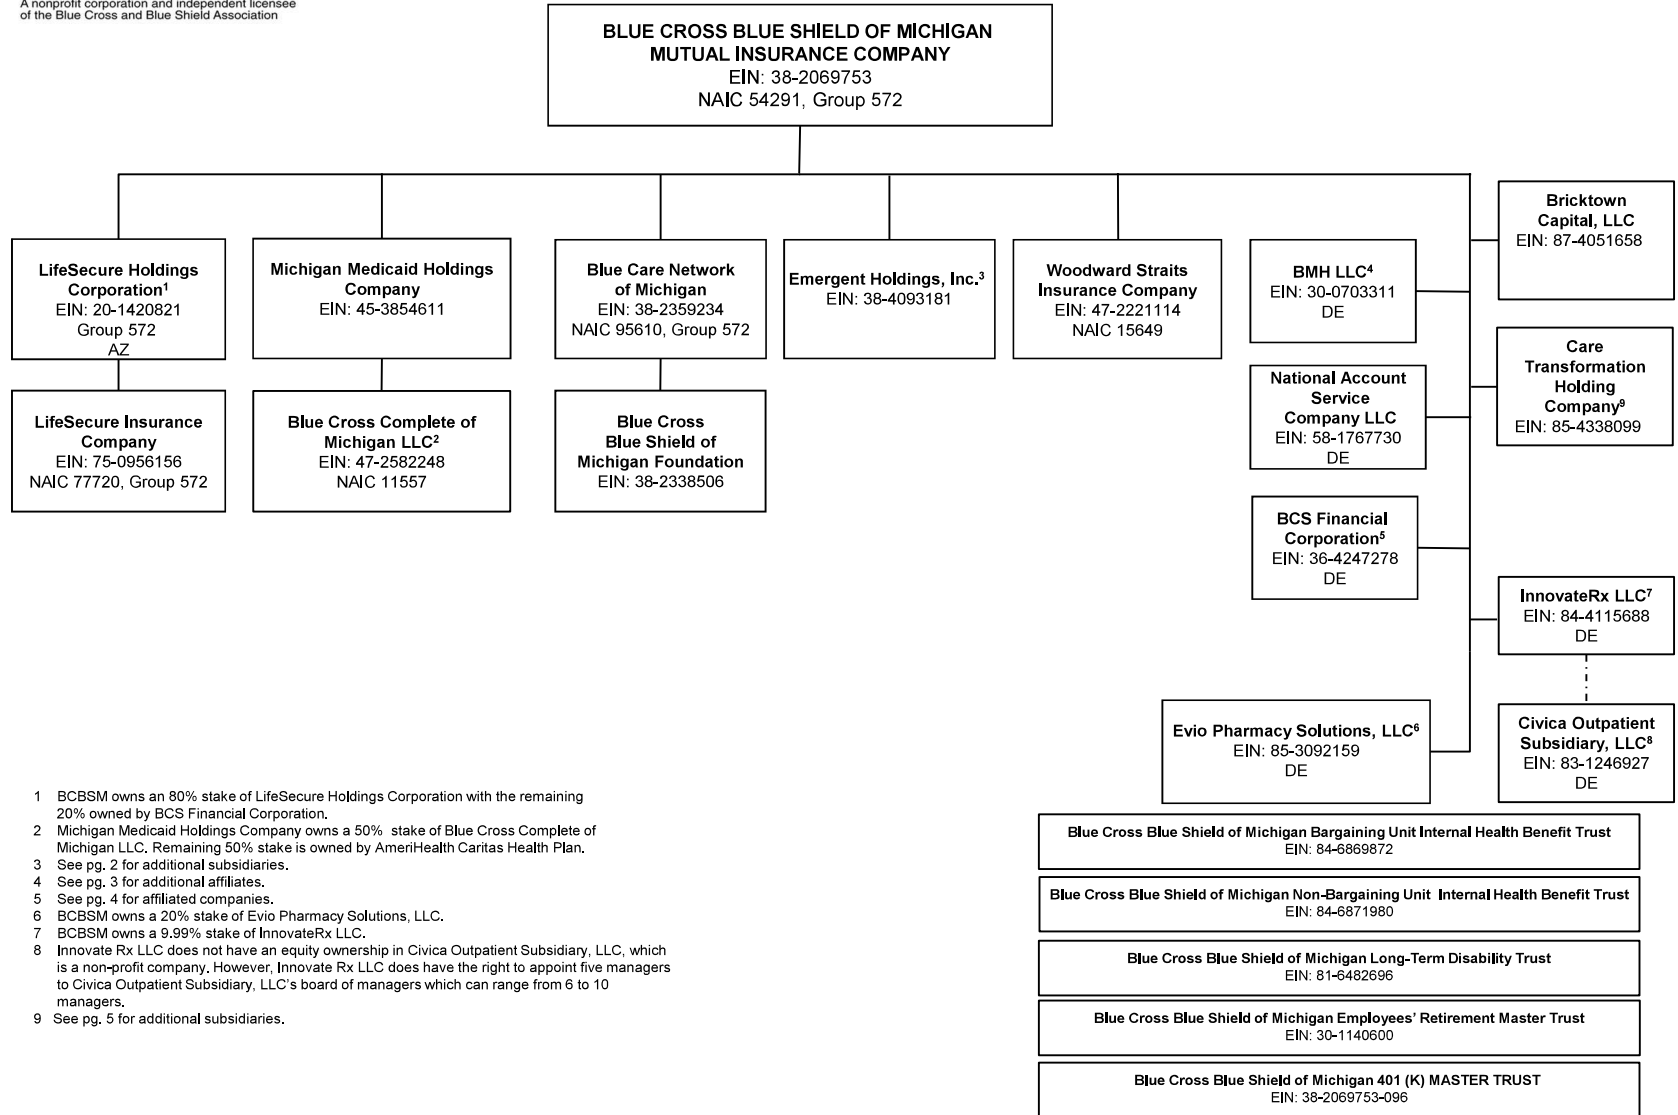 A nonprofit corporation and independent licensee
of the Blue Cross and Blue Shield Association
BLUE CROSS BLUE SHIELD OF MICHIGAN
MUTUAL INSURANCE COMPANY
EIN: 38-2069753
NAIC 54291, Group 572
LifeSecure Holdings
Corporation1
EIN: 20-1420821
Group 572
AZ
Michigan Medicaid Holdings
Company
EIN: 45-3854611
Blue Care Network
of Michigan
EIN: 38-2359234
NAIC 95610, Group 572
Emergent Holdings, Inc.3
EIN: 38-4093181
Woodward Straits
Insurance Company
EIN: 47-2221114
NAIC 15649
BMH LLC4
EIN: 30-0703311
DE
Bricktown
Capital, LLC
EIN: 87-4051658
LifeSecure Insurance
Company
EIN: 75-0956156
NAIC 77720, Group 572
Blue Cross Complete of
Michigan LLC2
EIN: 47-2582248
NAIC 11557
Blue Cross
Blue Shield of
Michigan Foundation
EIN: 38-2338506
National Account
Service
Company LLC
EIN: 58-1767730
DE
Care
Transformation
Holding
Company9
EIN: 85-4338099
BCS Financial
Corporation5
EIN: 36-4247278
DE
InnovateRx LLC7
EIN: 84-4115688
DE
Evio Pharmacy Solutions, LLC6
EIN: 85-3092159
DE
Civica Outpatient
Subsidiary, LLC8
EIN: 83-1246927
DE
1 BCBSM owns an 80% stake of LifeSecure Holdings Corporation with the remaining
20% owned by BCS Financial Corporation.
2 Michigan Medicaid Holdings Company owns a 50% stake of Blue Cross Complete of
Michigan LLC. Remaining 50% stake is owned by AmeriHealth Caritas Health Plan.
3 See pg. 2 for additional subsidiaries.
4 See pg. 3 for additional affiliates.
5 See pg. 4 for affiliated companies.
6 BCBSM owns a 20% stake of Evio Pharmacy Solutions, LLC.
7 BCBSM owns a 9.99% stake of InnovateRx LLC.
8 Innovate Rx LLC does not have an equity ownership in Civica Outpatient Subsidiary, LLC, which
is a non-profit company. However, Innovate Rx LLC does have the right to appoint five managers
to Civica Outpatient Subsidiary, LLC's board of managers which can range from 6 to 10
managers.
9 See pg. 5 for additional subsidiaries.
Blue Cross Blue Shield of Michigan Bargaining Unit Internal Health Benefit Trust
EIN: 84-6869872
Blue Cross Blue Shield of Michigan Non-Bargaining Unit Internal Health Benefit Trust
EIN: 84-6871980
Blue Cross Blue Shield of Michigan Long-Term Disability Trust
EIN: 81-6482696
Blue Cross Blue Shield of Michigan Employees' Retirement Master Trust
EIN: 30-1140600
Blue Cross Blue Shield of Michigan 401 (K) MASTER TRUST
EIN: 38-2069753-096